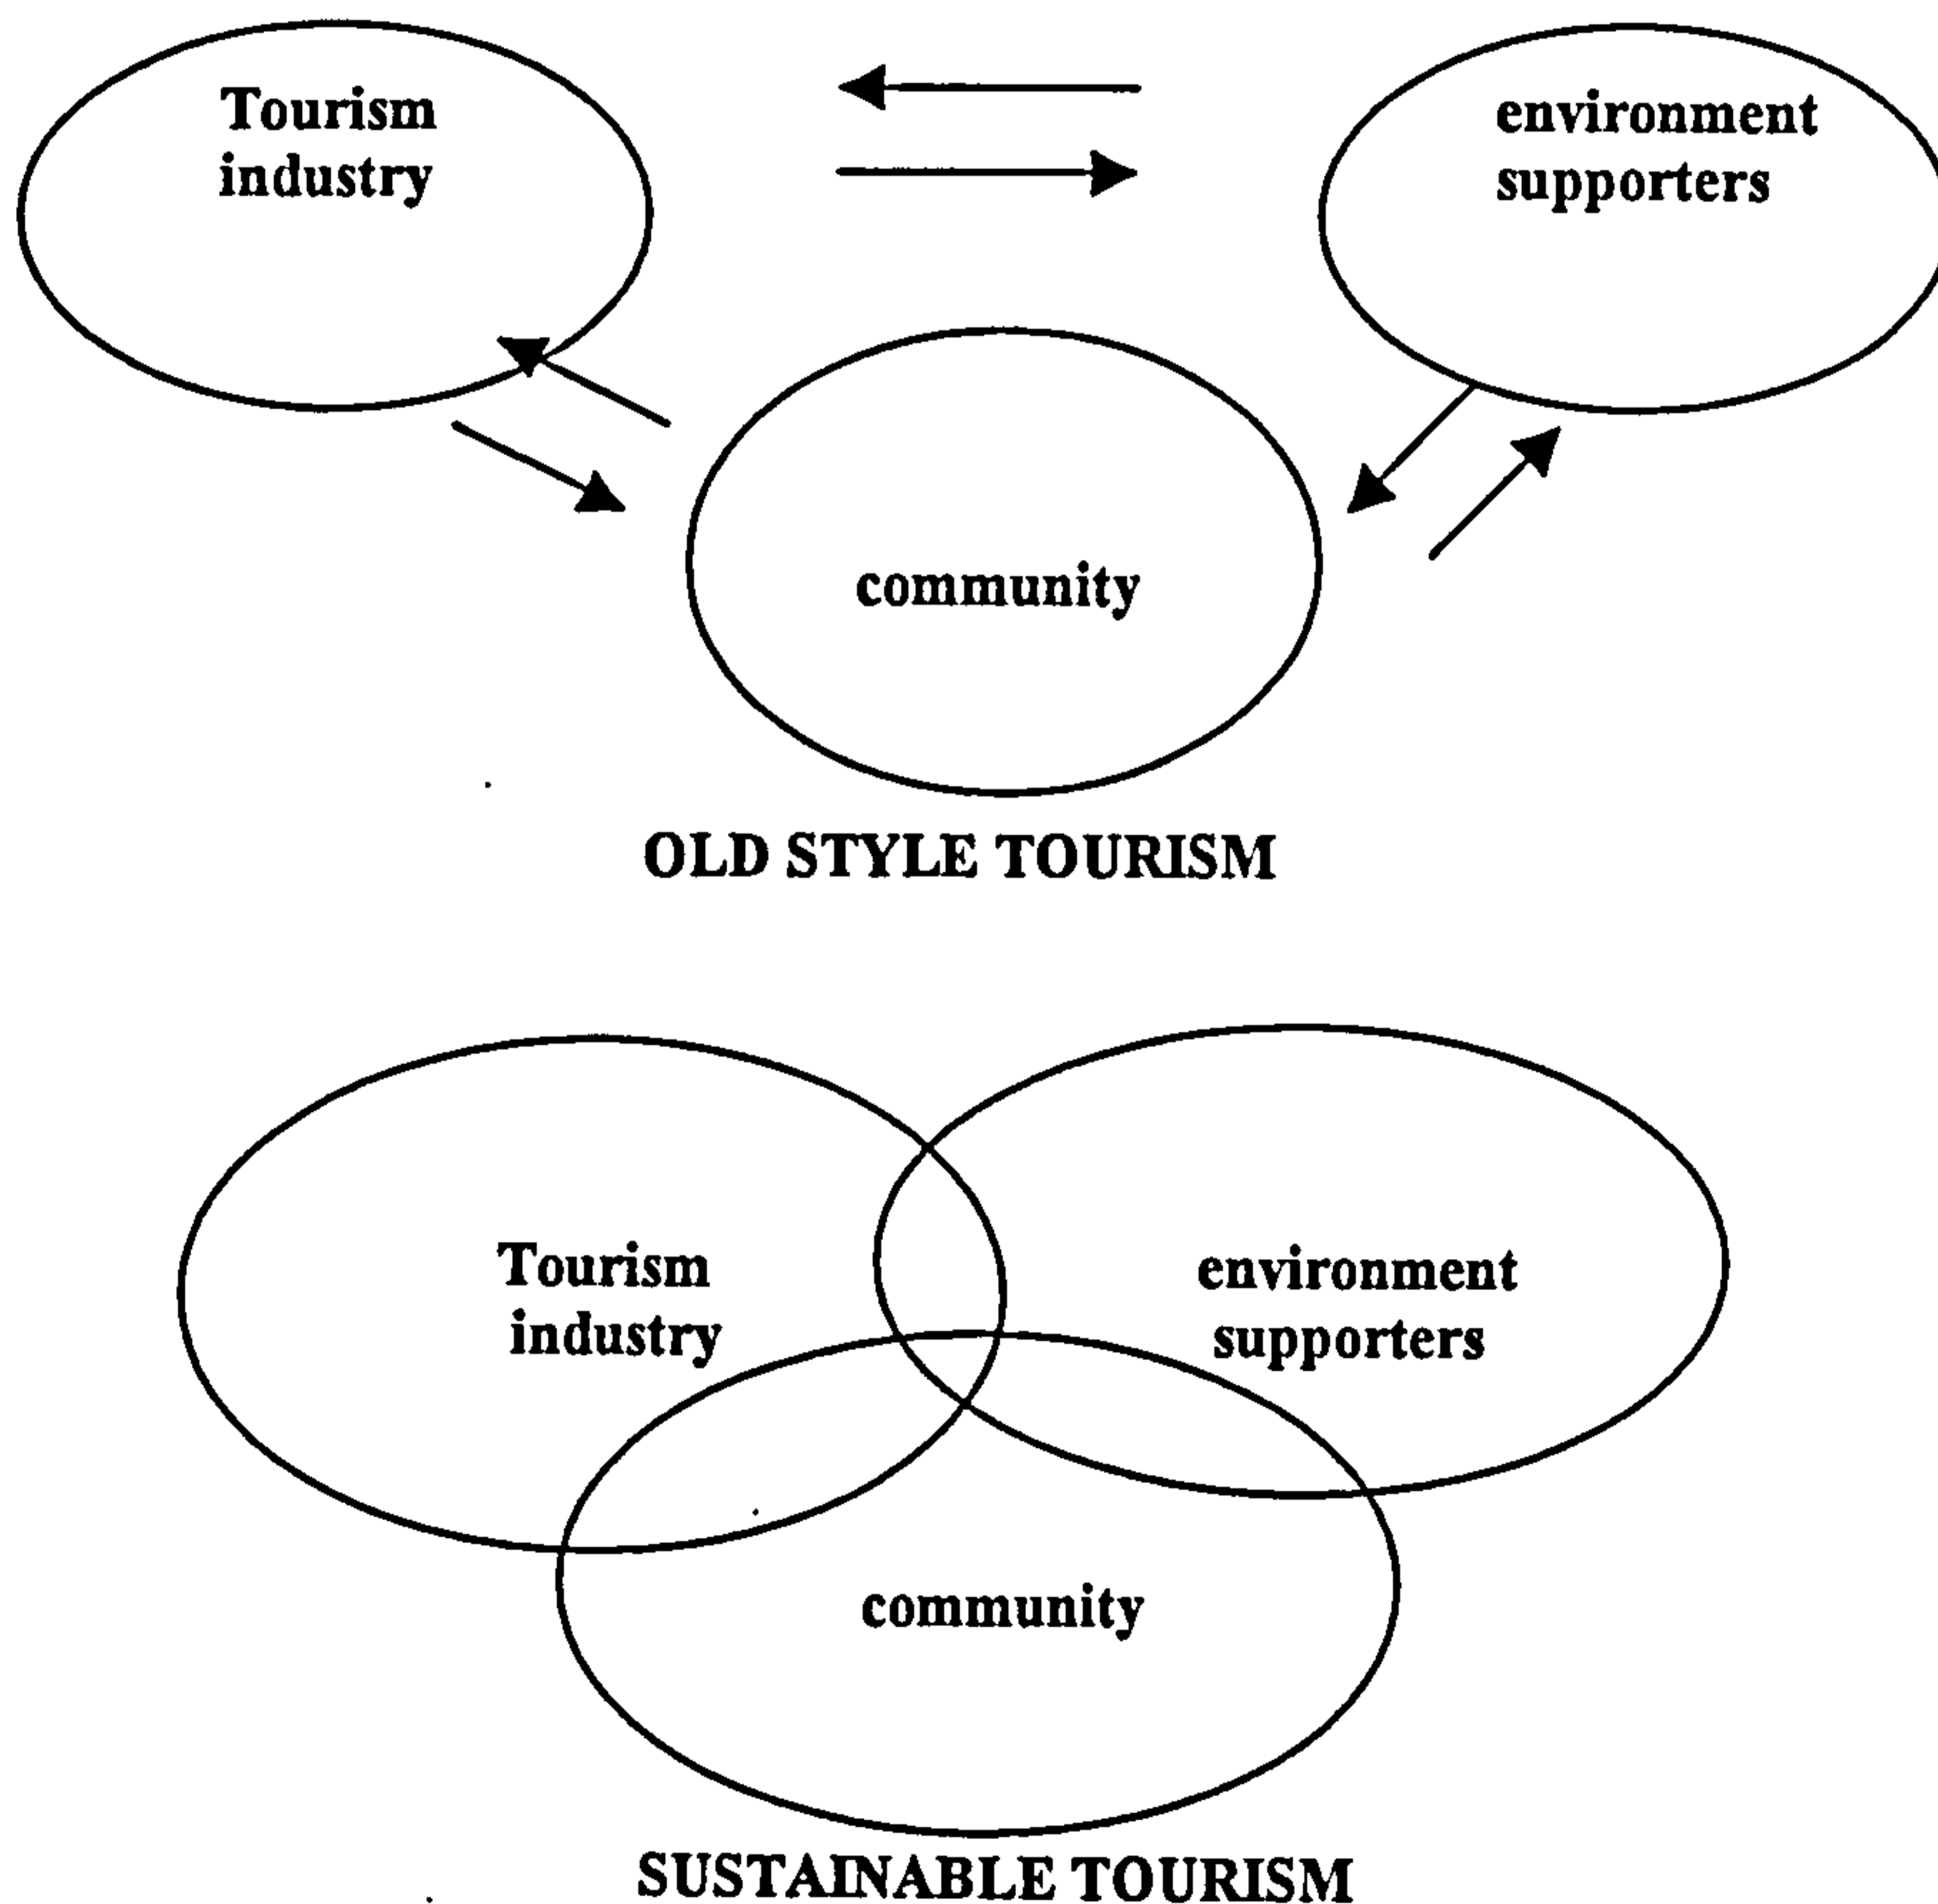 Tourism
industry
environment
supporters
community
OLD STYLE TOURISM
Tourism
industry
environment
supporters
community
SUSTAINABLE TOURISM